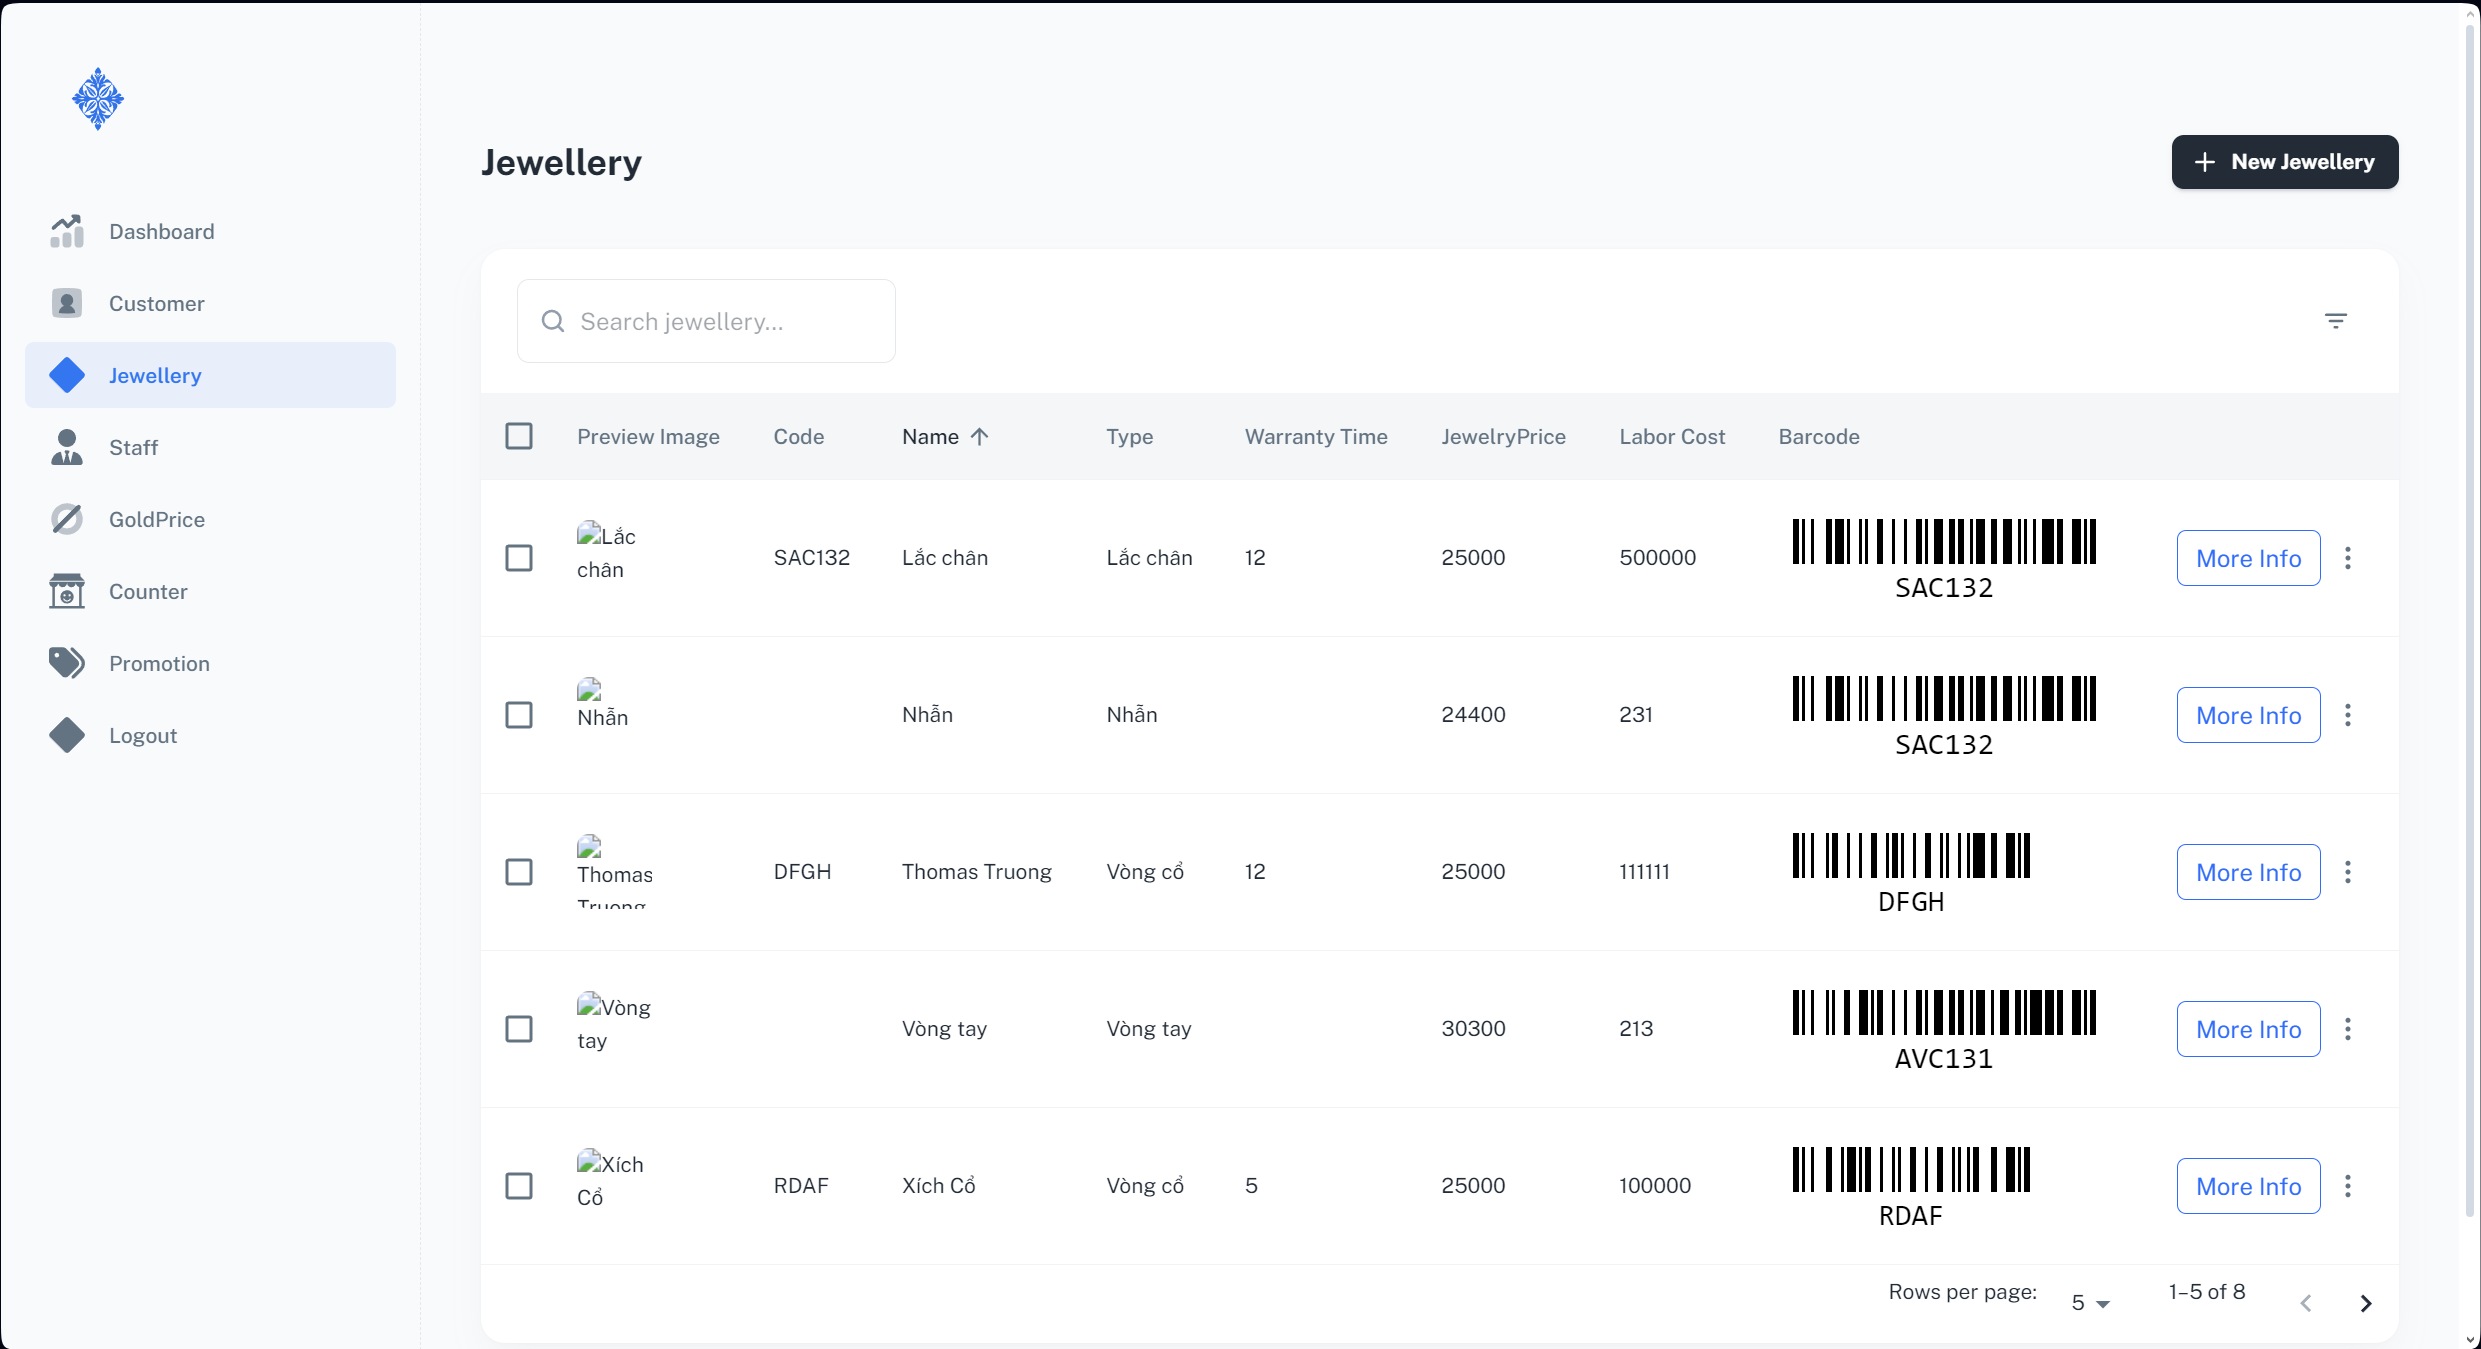 Jewellery
New Jewellery
Dashboard
Customer
Jewellery
Staff
GoldPrice
Counter
Promotion
Logout
Search jewellery...
Preview Image Code Name Type Warranty Time JewelryPrice Labor Cost Barcode
Lắc
chân
SAC132 Lắc chân Lắc chân 12 25000 500000
SAC132
More Info
Nhẫn
Nhẫn Nhẫn 24400 231
SAC132
More Info
Thomas
Truong
DFGH Thomas Truong Vòng cổ 12 25000 111111
DFGH
More Info
Vòng
tay
Vòng tay Vòng tay 30300 213
AVC131
More Info
Xích
Cổ
RDAF Xích Cổ Vòng cổ 5 25000 100000
RDAF
More Info
Rows per page: 5 1–5 of 8